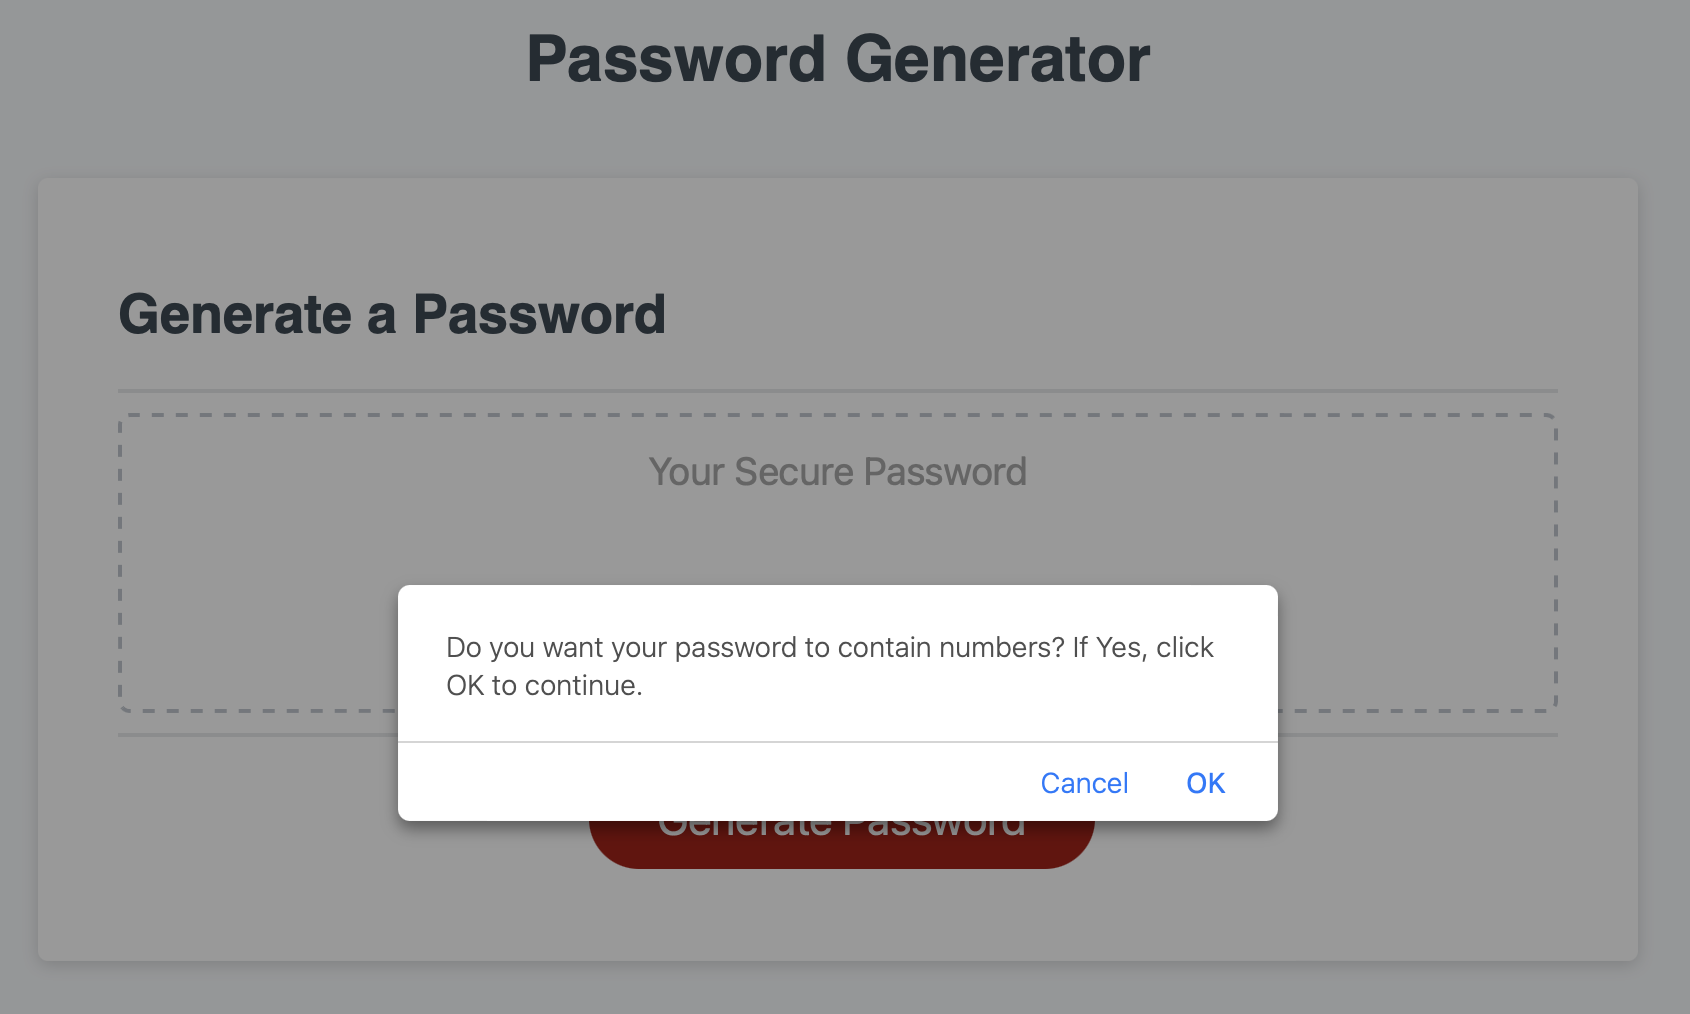 Password Generator
Generate a Password
Your Secure Password
Do you want your password to contain numbers? If Yes, click
OK to continue.
Cancel OK
Generate Password